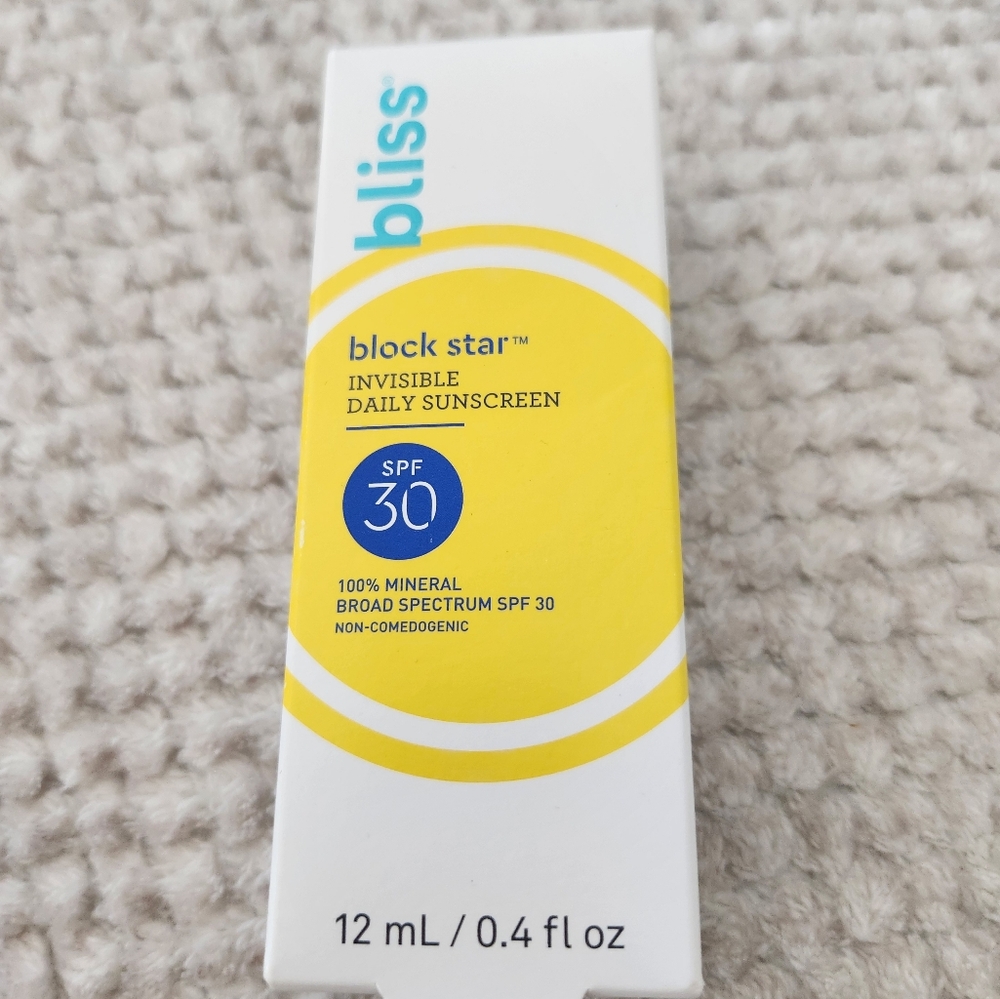 bliss®
block star™
INVISIBLE
DAILY SUNSCREEN
SPF
30
100% MINERAL
BROAD SPECTRUM SPF 30
NON-COMEDOGENIC
12 mL / 0.4 fl oz